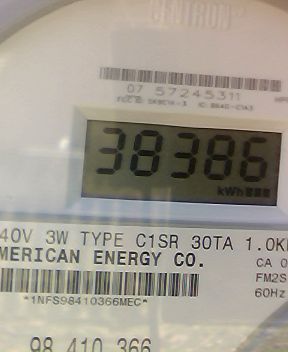 CENTRON
07 57245311
38386
kWh
40V 3W TYPE C1SR 30TA 1.0K
MERICAN ENERGY CO.
CA 0
FM2S
60Hz
*1NFS98410366MEC*
98 410 366